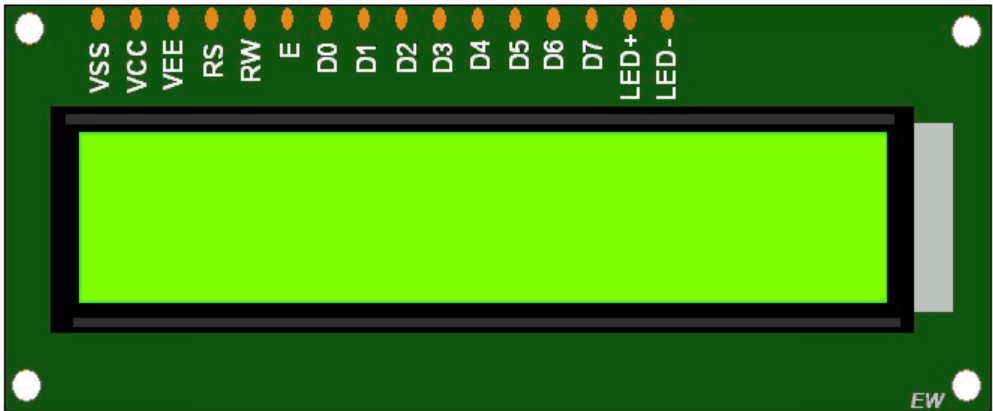 VSS VCC VEE RS RW E D0 D1 D2 D3 D4 D5 D6 D7 LED+ LED-
EW